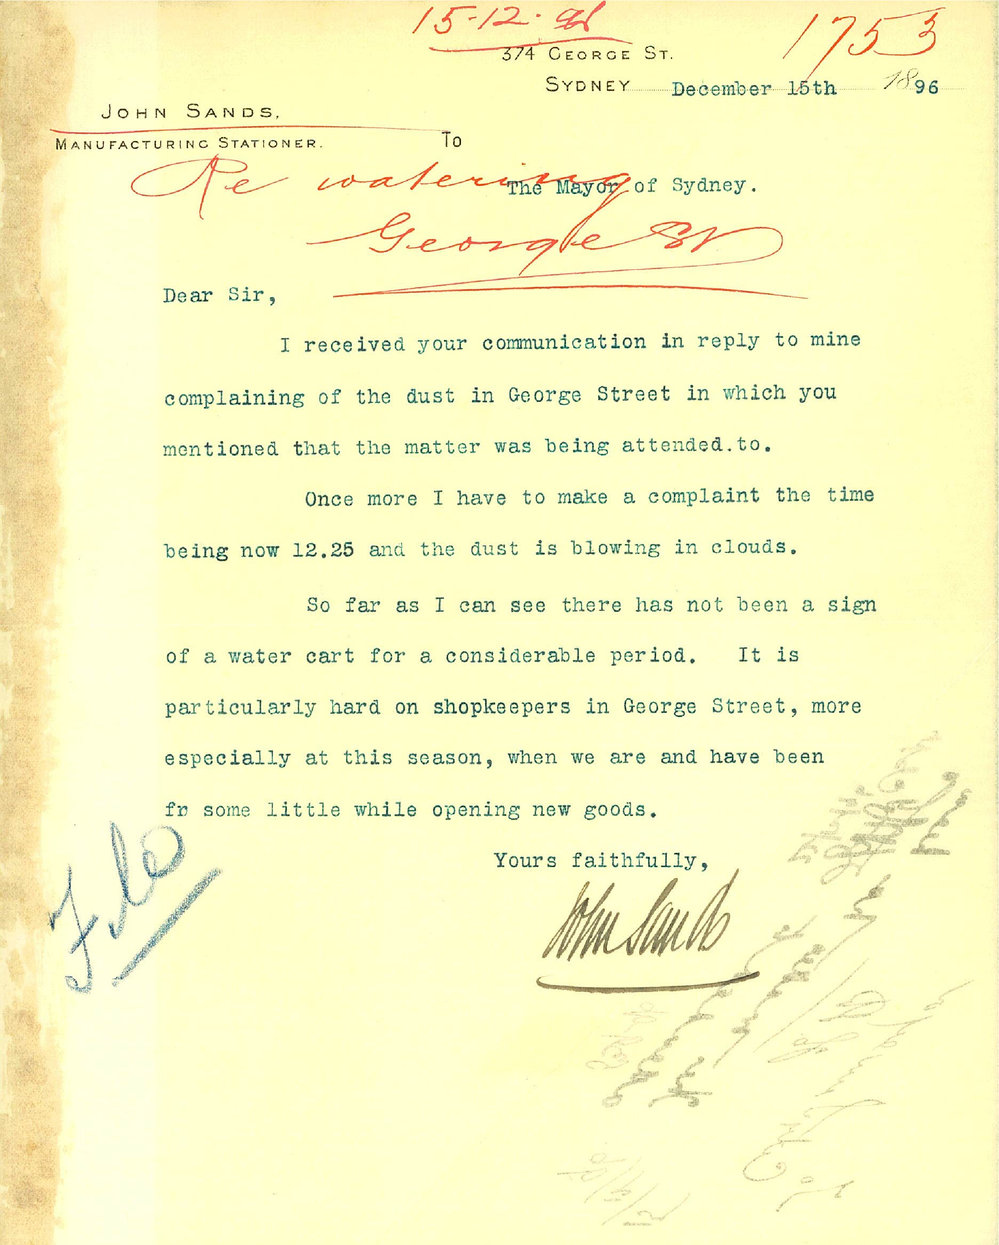 15-12-96
1753
374 GEORGE ST.
SYDNEY December 15th 1896
JOHN SANDS,
MANUFACTURING STATIONER.
To
Re watering
The Mayor of Sydney.
George St
Dear Sir,
I received your communication in reply to mine
complaining of the dust in George Street in which you
mentioned that the matter was being attended.to.
Once more I have to make a complaint the time
being now 12.25 and the dust is blowing in clouds.
So far as I can see there has not been a sign
of a water cart for a considerable period. It is
particularly hard on shopkeepers in George Street, more
especially at this season, when we are and have been
fr some little while opening new goods.
Yours faithfully,
John Sands
File